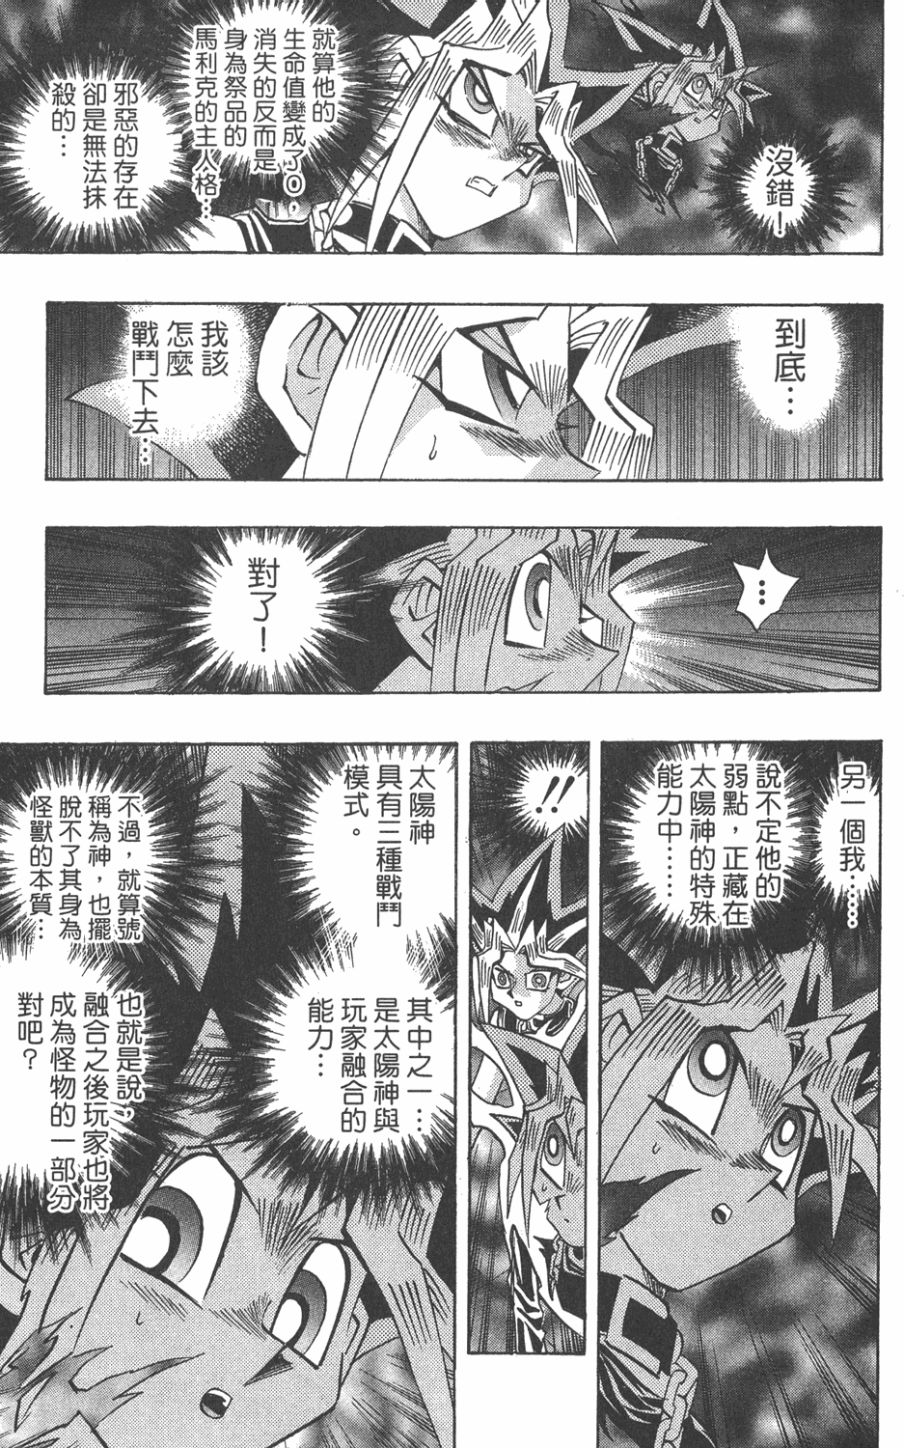 沒錯！
就算他的
生命值變成了0，
消失的反而是
身為祭品的
馬利克的主人格…
邪惡的存在
卻是無法抹
殺的…
到底…
我該
怎麼
戰鬥下去…
…
對了！
另一個我……
說不定他的
弱點，正藏在
太陽神的特殊
能力中……
!!
太陽神
具有三種戰鬥
模式。
其中之一…
是太陽神與
玩家融合的
能力…
不過，就算號
稱為神，也擺
脫不了其身為
怪獸的本質…
也就是說，
融合之後玩家也將
成為怪物的一部分
對吧？